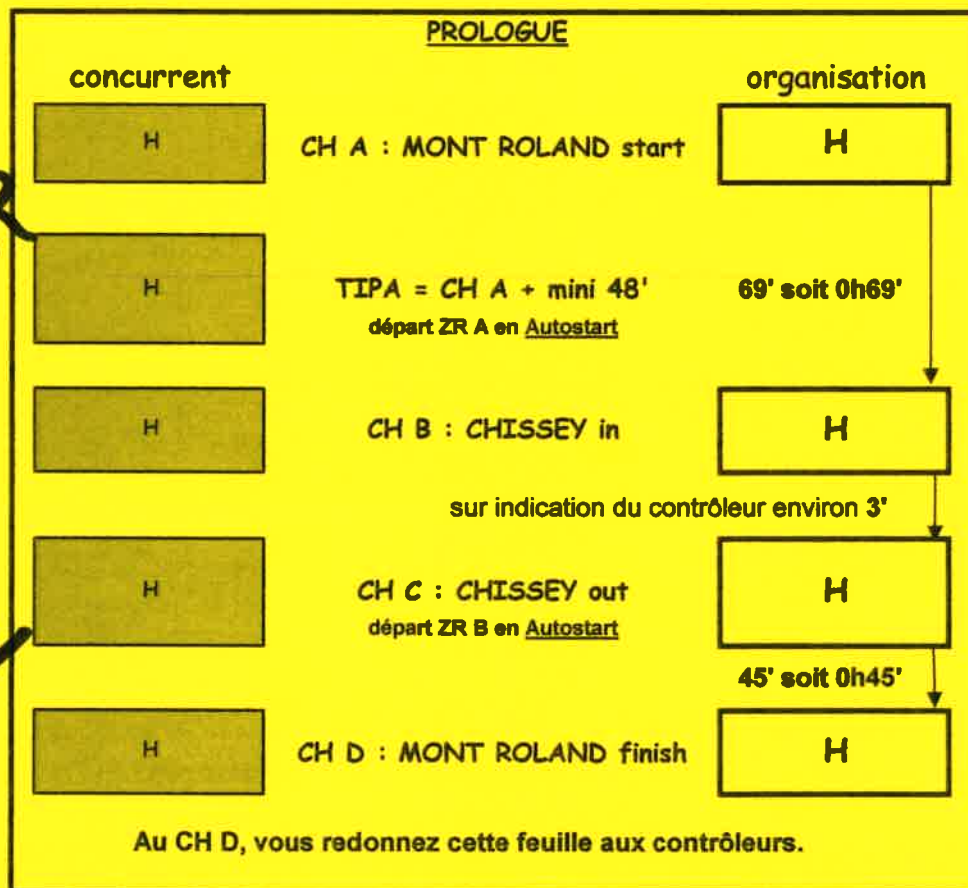 PROLOGUE
concurrent organisation
H CH A : MONT ROLAND start H
H TIPA = CH A + mini 48' 69' soit 0h69'
départ ZR A en Autostart
H CH B : CHISSEY in H
sur indication du contrôleur environ 3'
H CH C : CHISSEY out H
départ ZR B en Autostart
45' soit 0h45'
H CH D : MONT ROLAND finish H
Au CH D, vous redonnez cette feuille aux contrôleurs.